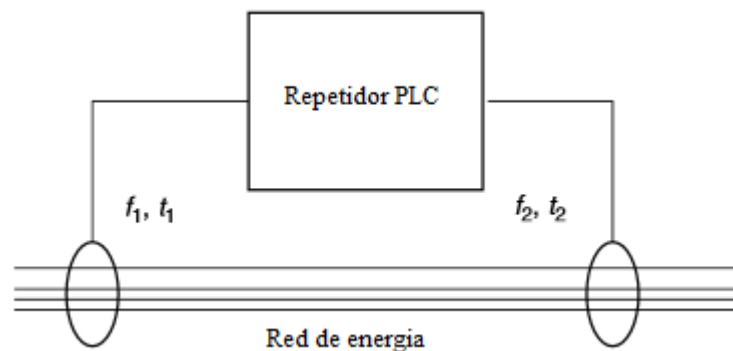 Repetidor PLC
f₁, t₁
f₂, t₂
Red de energia